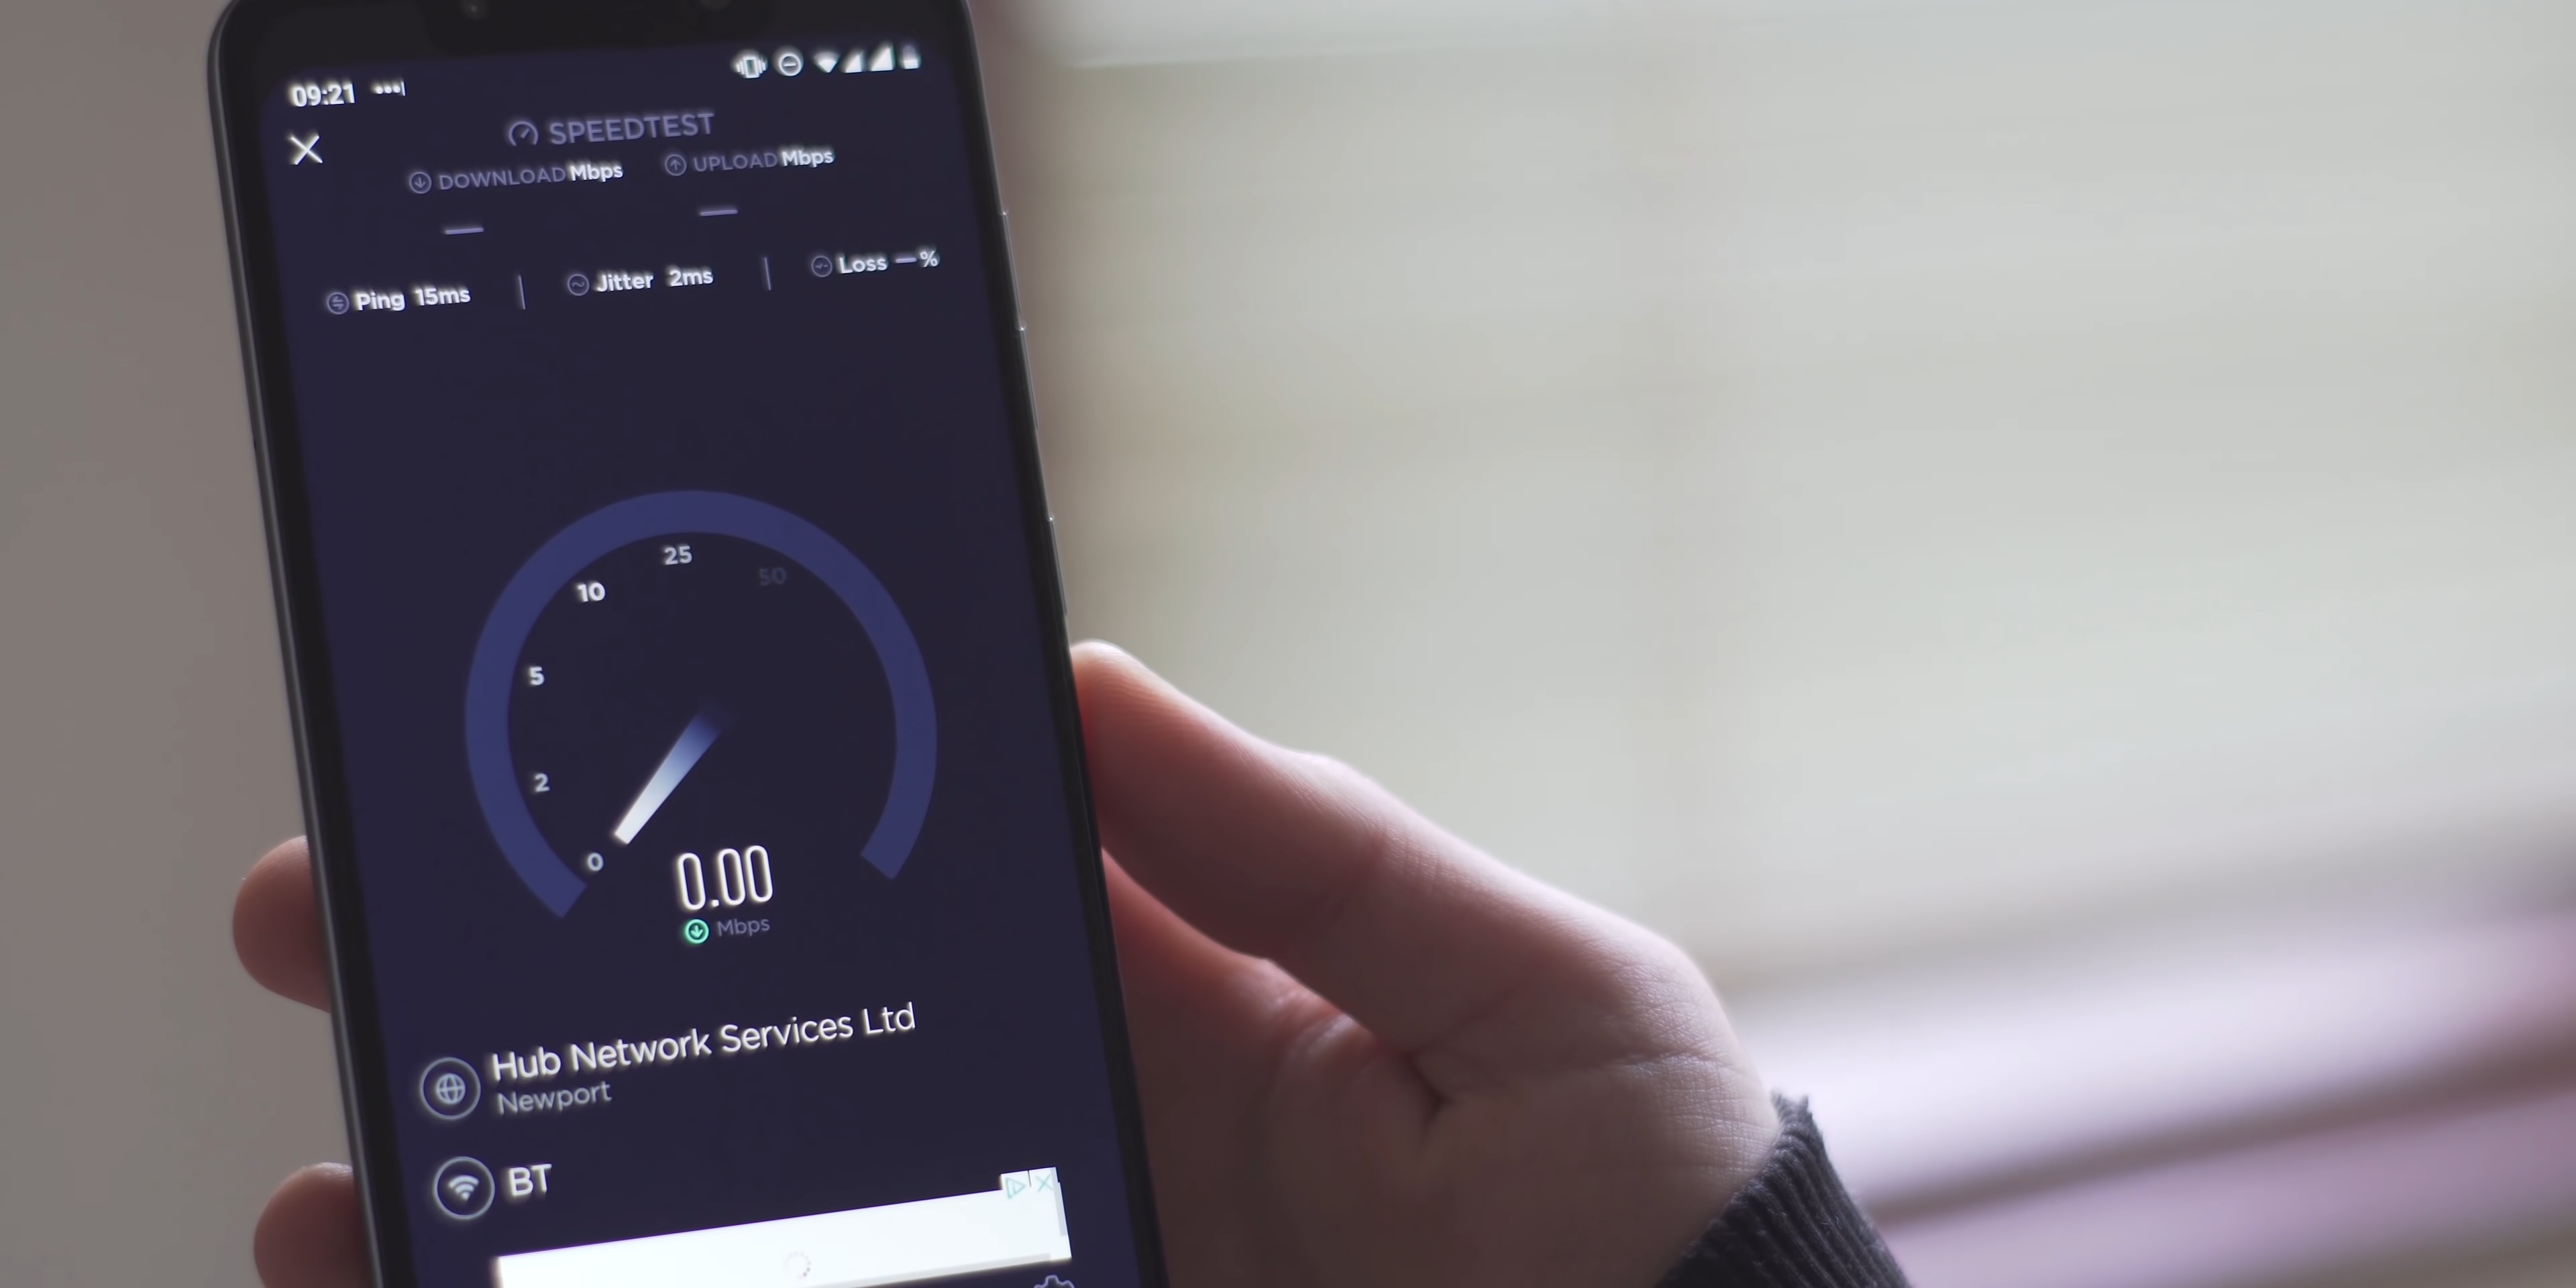 09:21
SPEEDTEST
DOWNLOAD Mbps UPLOAD Mbps
— —
Ping 15ms | Jitter 2ms | Loss — %
25
10 50
5
2
0
0.00
Mbps
Hub Network Services Ltd
Newport
BT